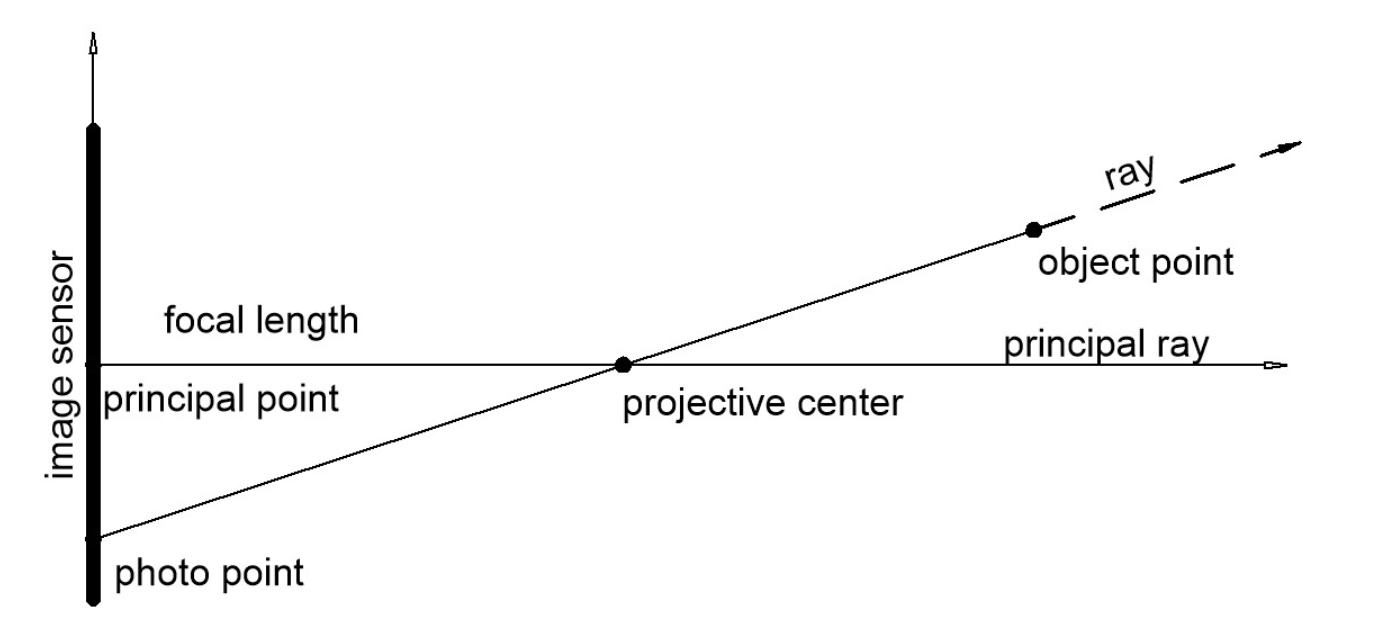 ray
object point
image sensor
focal length
principal ray
principal point
projective center
photo point